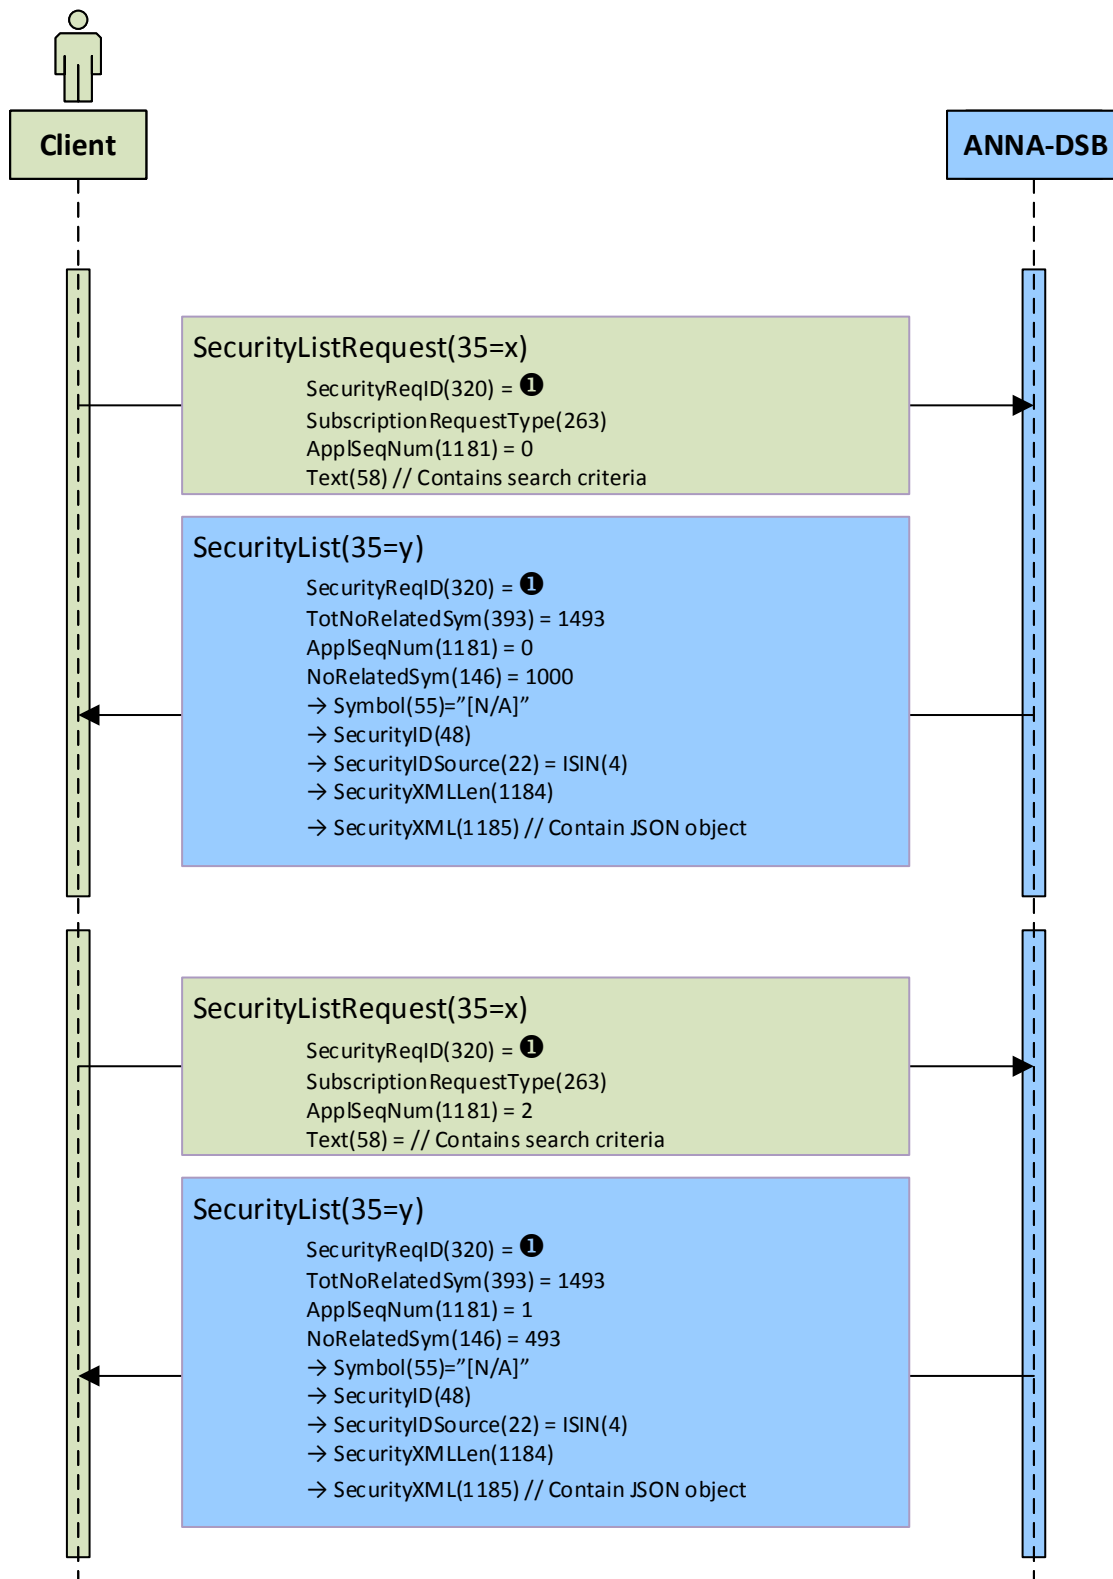 Client
ANNA-DSB
SecurityListRequest(35=x)
SecurityReqID(320) = ❶
SubscriptionRequestType(263)
ApplSeqNum(1181) = 0
Text(58) // Contains search criteria
SecurityList(35=y)
SecurityReqID(320) = ❶
TotNoRelatedSym(393) = 1493
ApplSeqNum(1181) = 0
NoRelatedSym(146) = 1000
→ Symbol(55)=”[N/A]”
→ SecurityID(48)
→ SecurityIDSource(22) = ISIN(4)
→ SecurityXMLLen(1184)
→ SecurityXML(1185) // Contain JSON object
SecurityListRequest(35=x)
SecurityReqID(320) = ❶
SubscriptionRequestType(263)
ApplSeqNum(1181) = 2
Text(58) = // Contains search criteria
SecurityList(35=y)
SecurityReqID(320) = ❶
TotNoRelatedSym(393) = 1493
ApplSeqNum(1181) = 1
NoRelatedSym(146) = 493
→ Symbol(55)=”[N/A]”
→ SecurityID(48)
→ SecurityIDSource(22) = ISIN(4)
→ SecurityXMLLen(1184)
→ SecurityXML(1185) // Contain JSON object